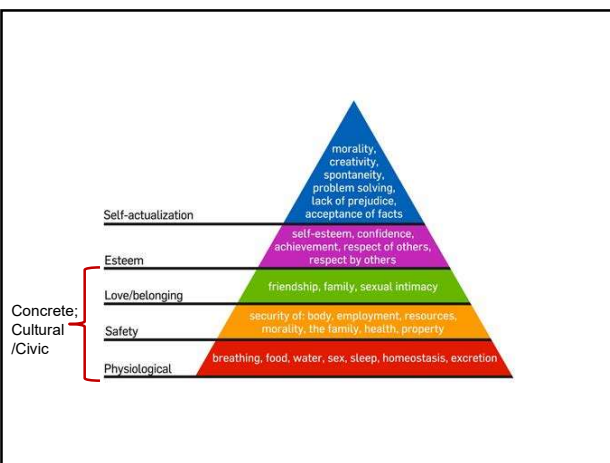 morality,
creativity,
spontaneity,
problem solving,
lack of prejudice,
acceptance of facts
Self-actualization
self-esteem, confidence,
achievement, respect of others,
respect by others
Esteem
friendship, family, sexual intimacy
Love/belonging
Concrete;
Cultural
/Civic
security of: body, employment, resources,
morality, the family, health, property
Safety
breathing, food, water, sex, sleep, homeostasis, excretion
Physiological